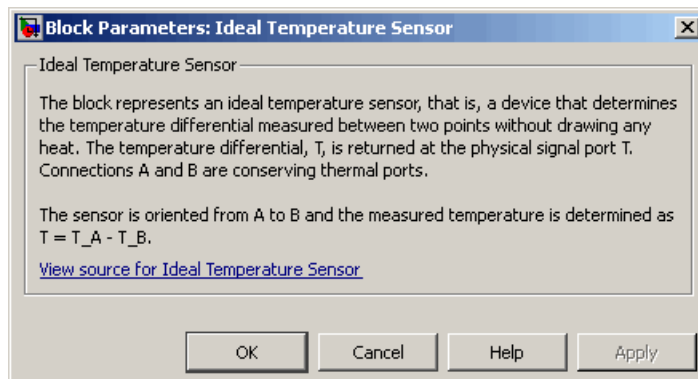 Block Parameters: Ideal Temperature Sensor
Ideal Temperature Sensor
The block represents an ideal temperature sensor, that is, a device that determines
the temperature differential measured between two points without drawing any
heat. The temperature differential, T, is returned at the physical signal port T.
Connections A and B are conserving thermal ports.
The sensor is oriented from A to B and the measured temperature is determined as
T = T_A - T_B.
View source for Ideal Temperature Sensor
OK Cancel Help Apply